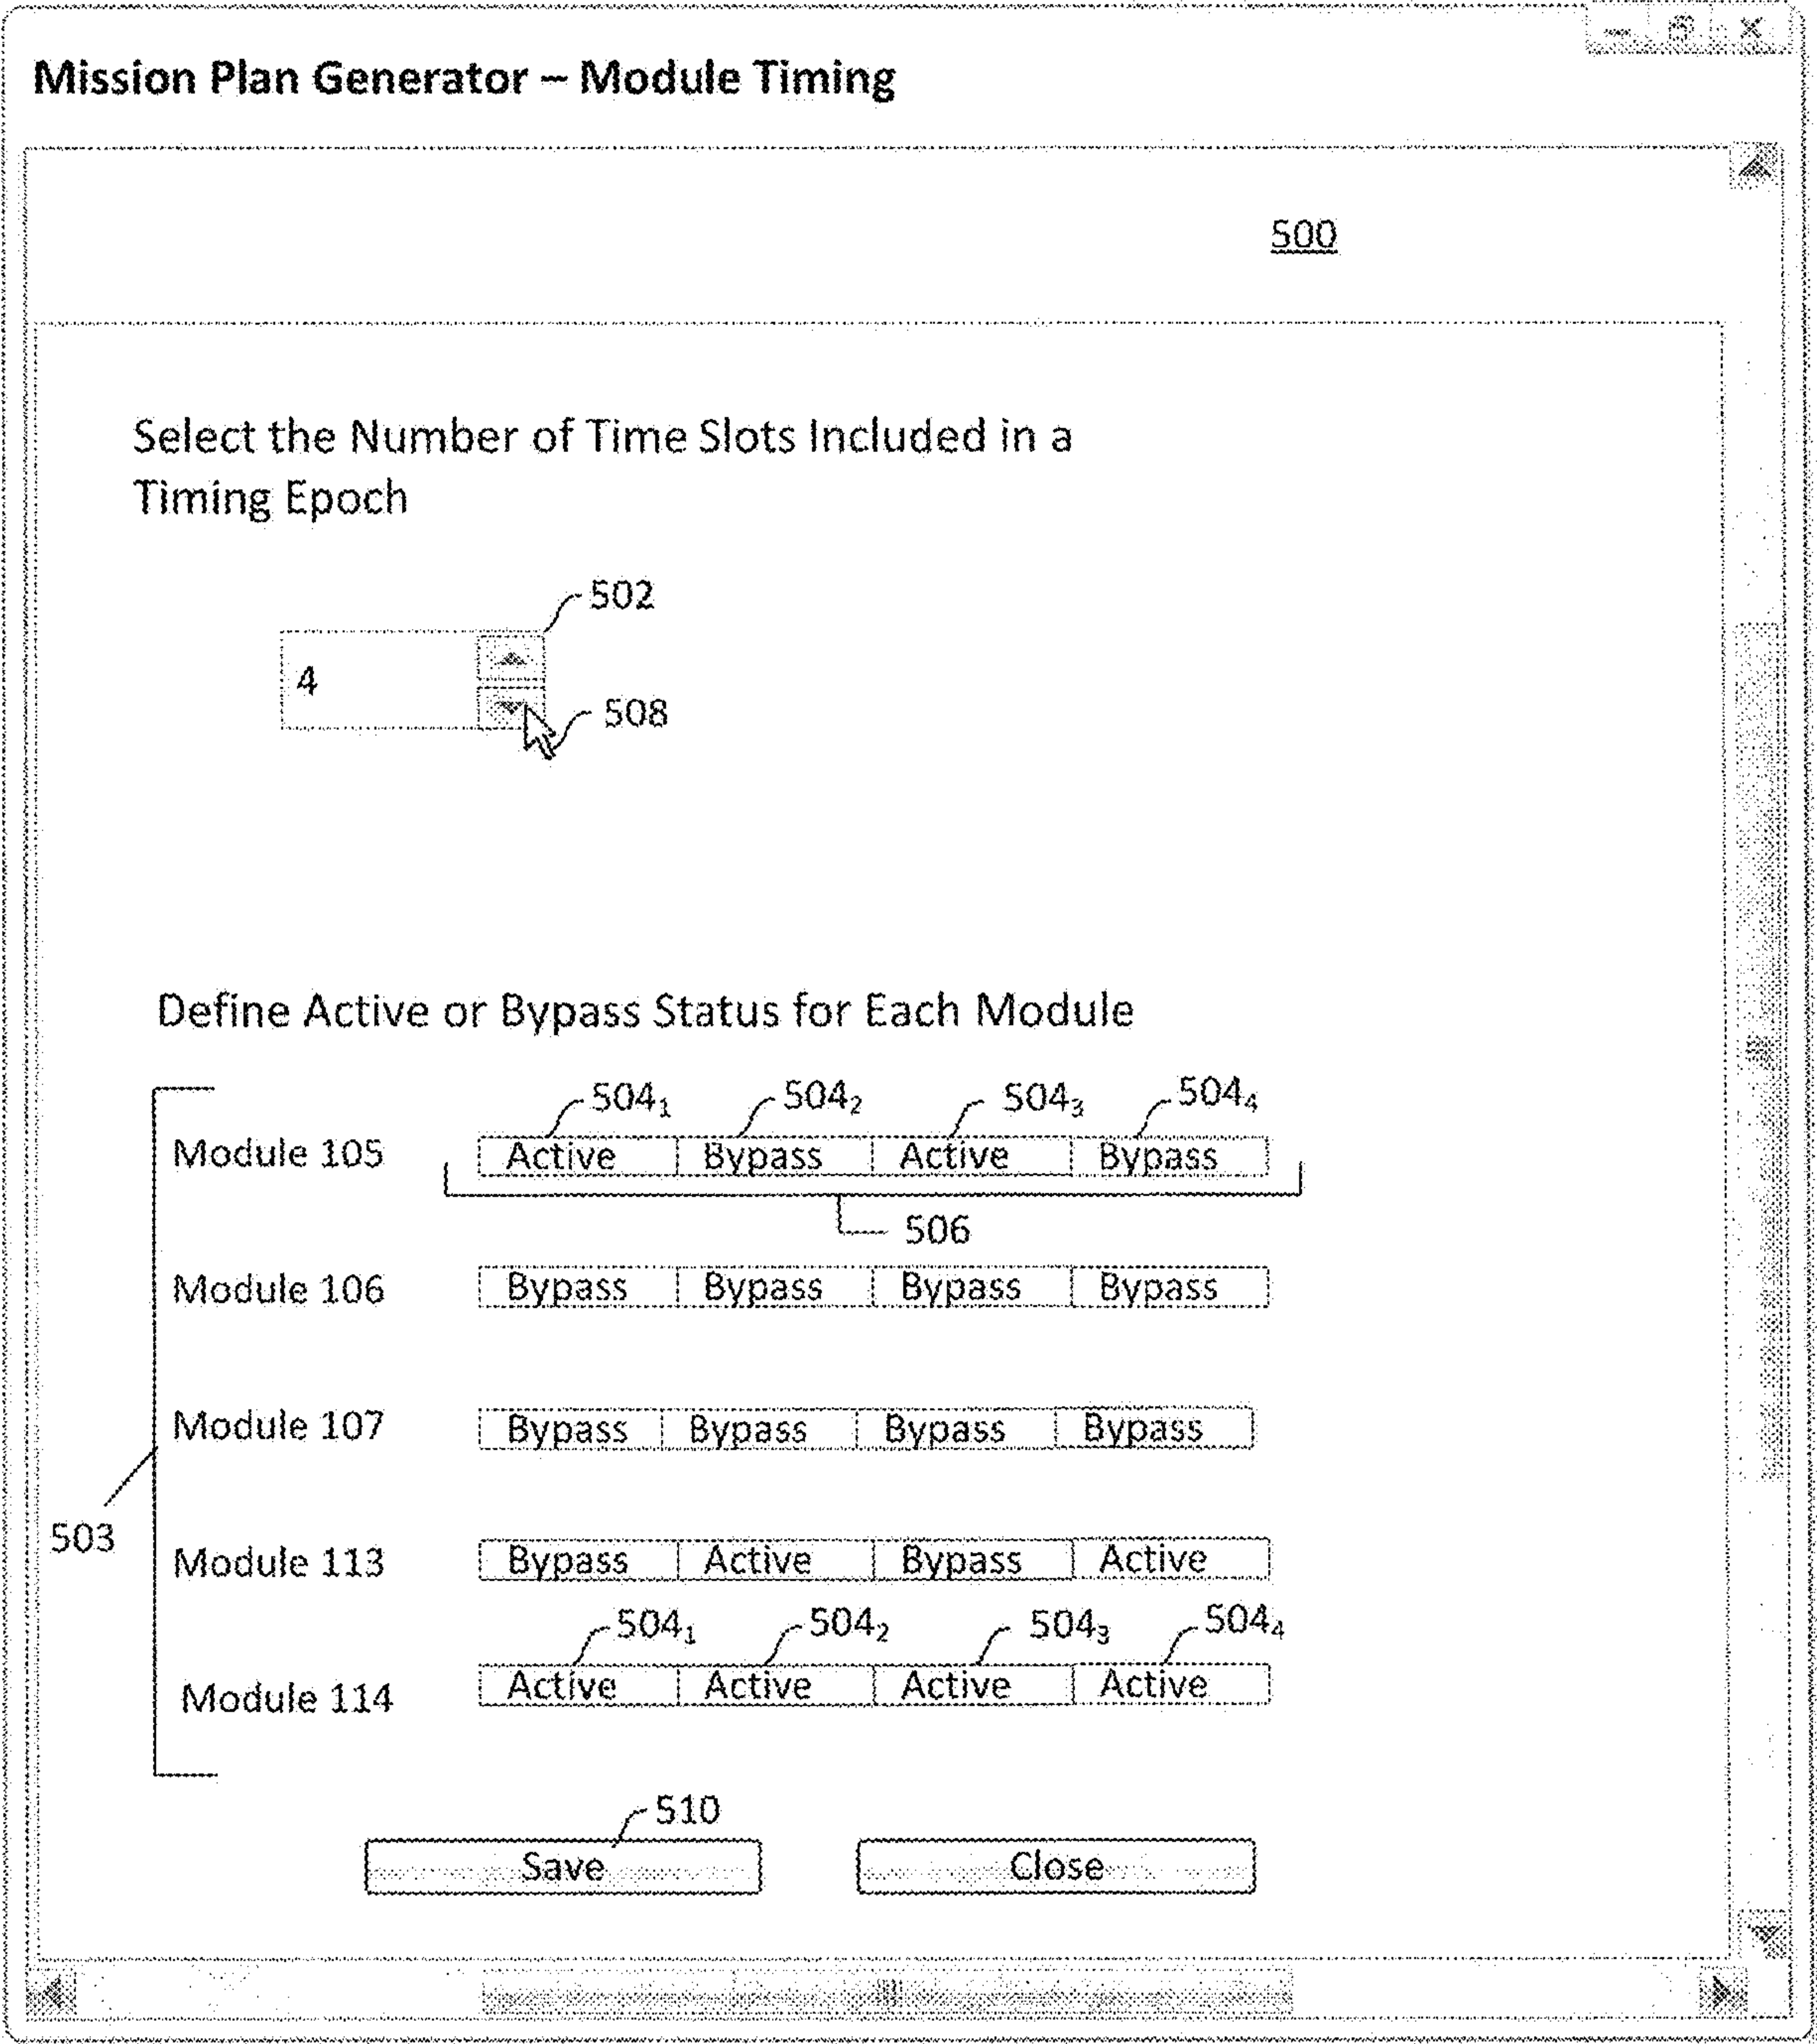 Mission Plan Generator – Module Timing
500
Select the Number of Time Slots Included in a
Timing Epoch
502
4
508
Define Active or Bypass Status for Each Module
504₁ 504₂ 504₃ 504₄
Module 105 Active Bypass Active Bypass
506
Module 106 Bypass Bypass Bypass Bypass
Module 107 Bypass Bypass Bypass Bypass
503
Module 113 Bypass Active Bypass Active
504₁ 504₂ 504₃ 504₄
Module 114 Active Active Active Active
510
Save Close